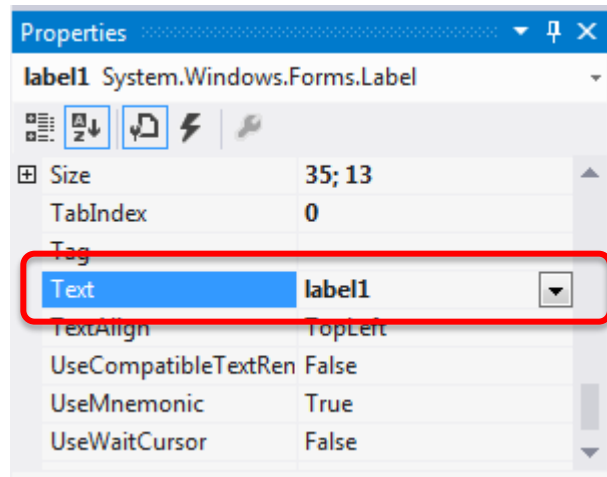 Properties
label1 System.Windows.Forms.Label
Size 35; 13
TabIndex 0
Tag
Text label1
TextAlign TopLeft
UseCompatibleTextRen False
UseMnemonic True
UseWaitCursor False